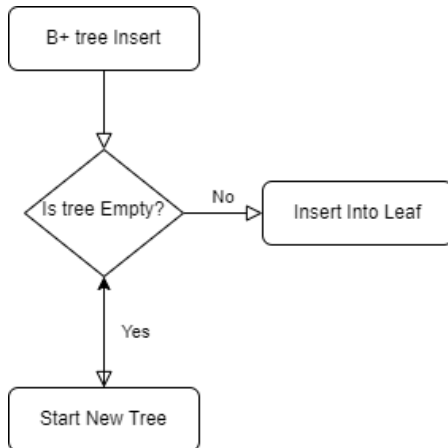 B+ tree Insert
Is tree Empty?
No
Insert Into Leaf
Yes
Start New Tree